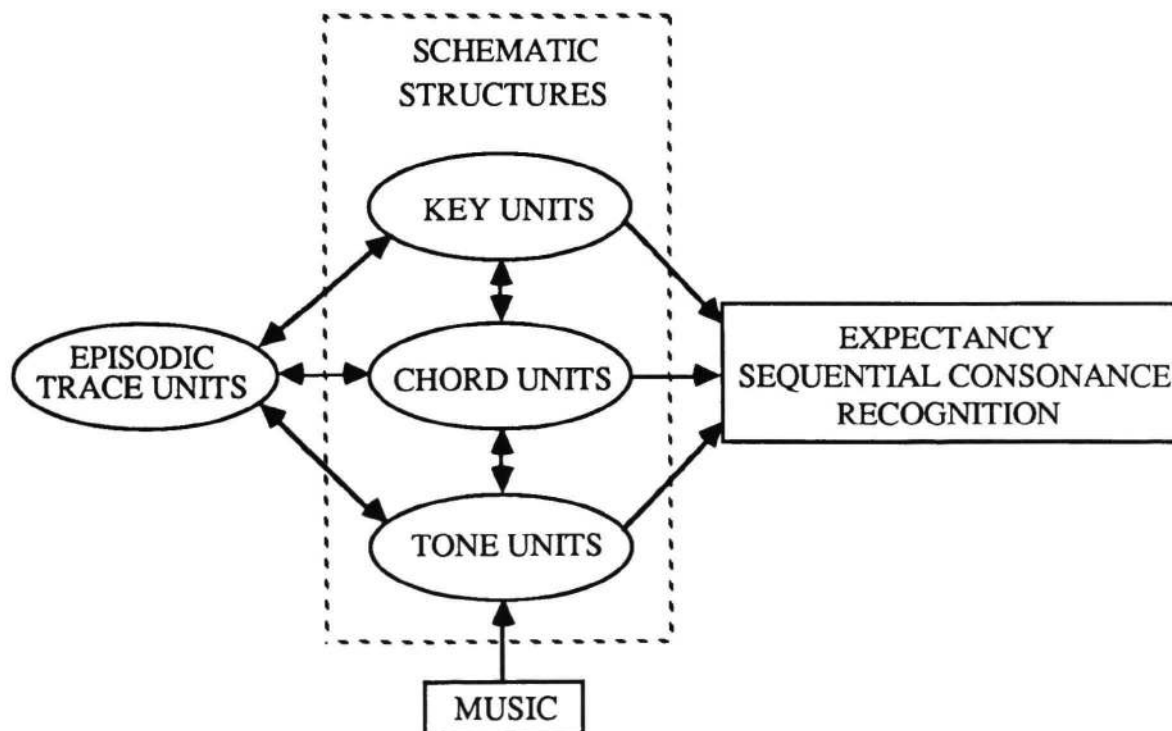 SCHEMATIC
STRUCTURES
KEY UNITS
EPISODIC
TRACE UNITS
CHORD UNITS
EXPECTANCY
SEQUENTIAL CONSONANCE
RECOGNITION
TONE UNITS
MUSIC